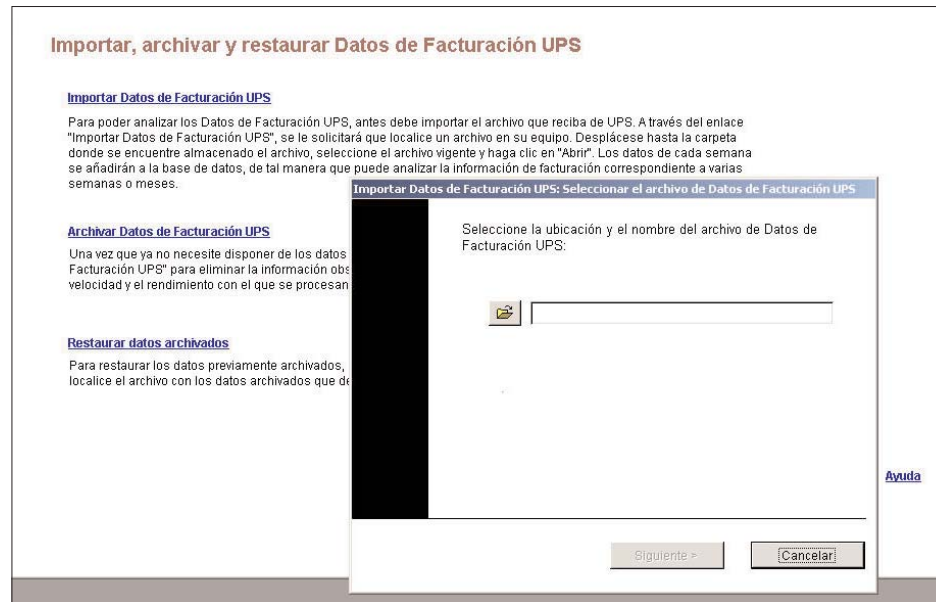 Importar, archivar y restaurar Datos de Facturación UPS
Importar Datos de Facturación UPS
Para poder analizar los Datos de Facturación UPS, antes debe importar el archivo que reciba de UPS. A través del enlace
"Importar Datos de Facturación UPS", se le solicitará que localice un archivo en su equipo. Desplácese hasta la carpeta
donde se encuentre almacenado el archivo, seleccione el archivo vigente y haga clic en "Abrir". Los datos de cada semana
se añadirán a la base de datos, de tal manera que puede analizar la información de facturación correspondiente a varias
semanas o meses.
Archivar Datos de Facturación UPS
Una vez que ya no necesite disponer de los datos
Facturación UPS" para eliminar la información obs
velocidad y el rendimiento con el que se procesan
Restaurar datos archivados
Para restaurar los datos previamente archivados,
localice el archivo con los datos archivados que de
Importar Datos de Facturación UPS: Seleccionar el archivo de Datos de Facturación UPS
Seleccione la ubicación y el nombre del archivo de Datos de
Facturación UPS:
Siguiente >
Cancelar
Ayuda